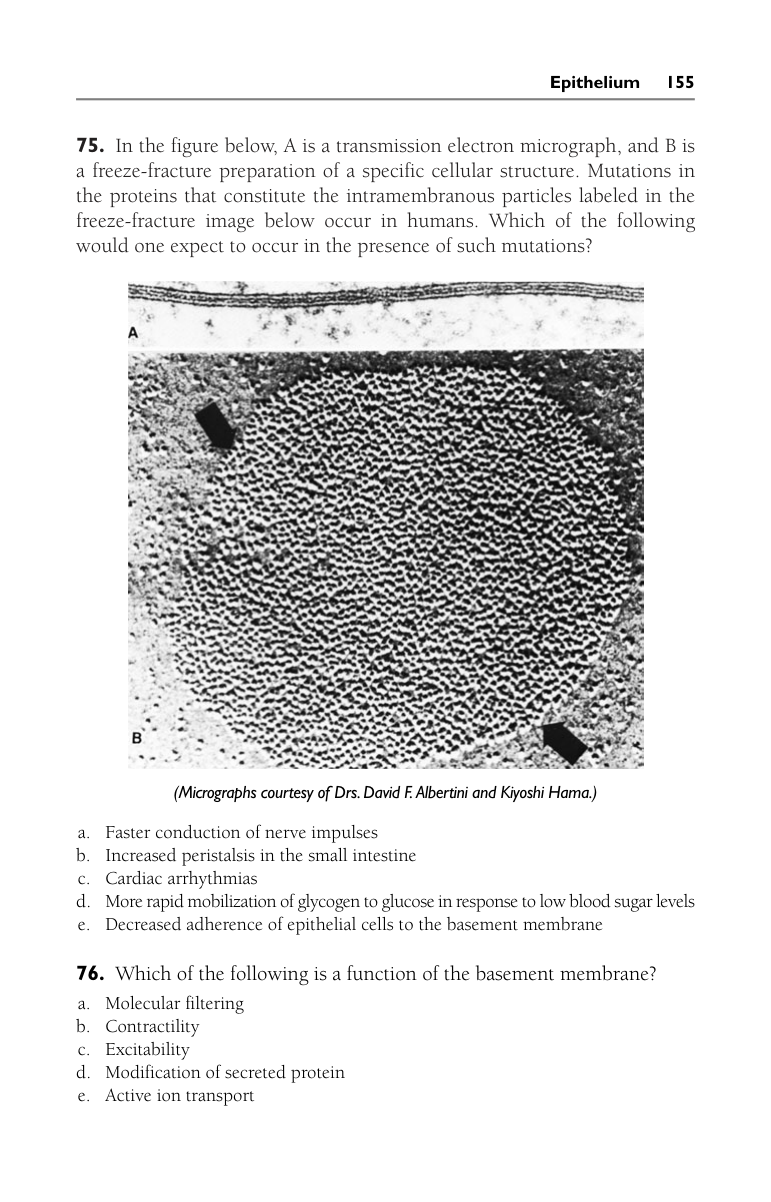 Epithelium 155
75. In the figure below, A is a transmission electron micrograph, and B is
a freeze-fracture preparation of a specific cellular structure. Mutations in
the proteins that constitute the intramembranous particles labeled in the
freeze-fracture image below occur in humans. Which of the following
would one expect to occur in the presence of such mutations?
A
B
(Micrographs courtesy of Drs. David F. Albertini and Kiyoshi Hama.)
a. Faster conduction of nerve impulses
b. Increased peristalsis in the small intestine
c. Cardiac arrhythmias
d. More rapid mobilization of glycogen to glucose in response to low blood sugar levels
e. Decreased adherence of epithelial cells to the basement membrane
76. Which of the following is a function of the basement membrane?
a. Molecular filtering
b. Contractility
c. Excitability
d. Modification of secreted protein
e. Active ion transport